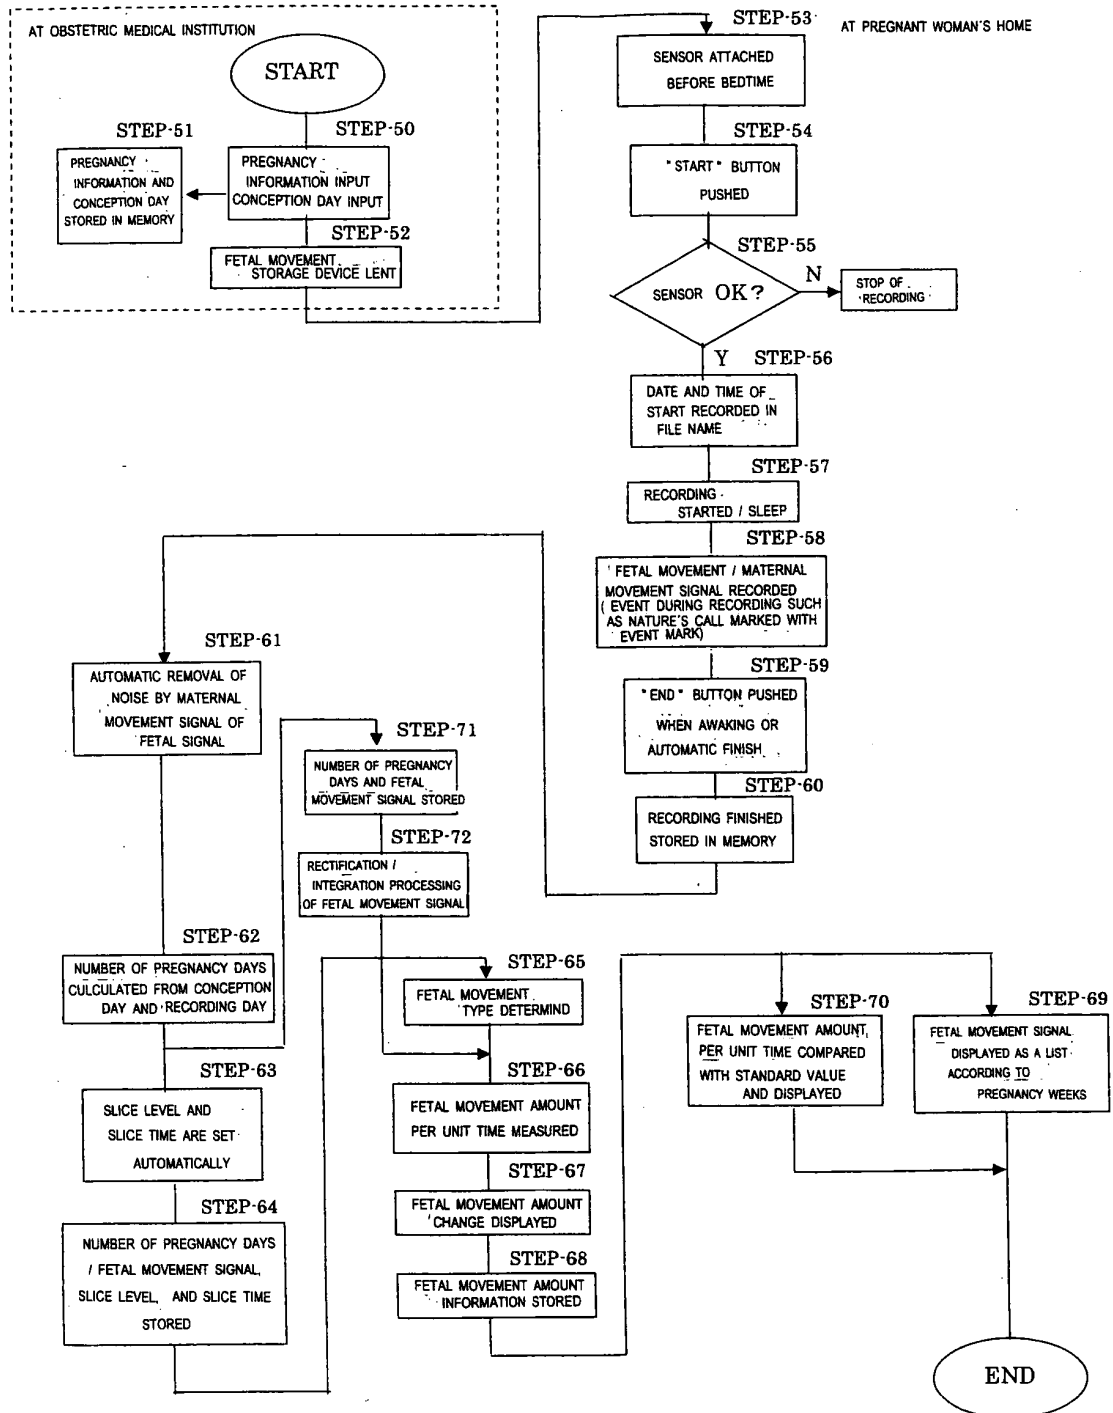 AT OBSTETRIC MEDICAL INSTITUTION
START
STEP-50
PREGNANCY
INFORMATION INPUT
CONCEPTION DAY INPUT
STEP-51
PREGNANCY
INFORMATION AND
CONCEPTION DAY
STORED IN MEMORY
STEP-52
FETAL MOVEMENT
STORAGE DEVICE LENT
AT PREGNANT WOMAN'S HOME
STEP-53
SENSOR ATTACHED
BEFORE BEDTIME
STEP-54
"START" BUTTON
PUSHED
STEP-55
SENSOR OK?
N
STOP OF
RECORDING
Y
STEP-56
DATE AND TIME OF
START RECORDED IN
FILE NAME
STEP-57
RECORDING
STARTED / SLEEP
STEP-58
FETAL MOVEMENT / MATERNAL
MOVEMENT SIGNAL RECORDED
( EVENT DURING RECORDING SUCH
AS NATURE'S CALL MARKED WITH
EVENT MARK)
STEP-59
"END" BUTTON PUSHED
WHEN AWAKING OR
AUTOMATIC FINISH
STEP-60
RECORDING FINISHED
STORED IN MEMORY
STEP-61
AUTOMATIC REMOVAL OF
NOISE BY MATERNAL
MOVEMENT SIGNAL OF
FETAL SIGNAL
STEP-62
NUMBER OF PREGNANCY DAYS
CULCULATED FROM CONCEPTION
DAY AND RECORDING DAY
STEP-63
SLICE LEVEL AND
SLICE TIME ARE SET
AUTOMATICALLY
STEP-64
NUMBER OF PREGNANCY DAYS
/ FETAL MOVEMENT SIGNAL,
SLICE LEVEL, AND SLICE TIME
STORED
STEP-71
NUMBER OF PREGNANCY
DAYS AND FETAL
MOVEMENT SIGNAL STORED
STEP-72
RECTIFICATION /
INTEGRATION PROCESSING
OF FETAL MOVEMENT SIGNAL
STEP-65
FETAL MOVEMENT
TYPE DETERMIND
STEP-66
FETAL MOVEMENT AMOUNT
PER UNIT TIME MEASURED
STEP-67
FETAL MOVEMENT AMOUNT
CHANGE DISPLAYED
STEP-68
FETAL MOVEMENT AMOUNT
INFORMATION STORED
STEP-70
FETAL MOVEMENT AMOUNT,
PER UNIT TIME COMPARED
WITH STANDARD VALUE
AND DISPLAYED
STEP-69
FETAL MOVEMENT SIGNAL
DISPLAYED AS A LIST
ACCORDING TO
PREGNANCY WEEKS
END